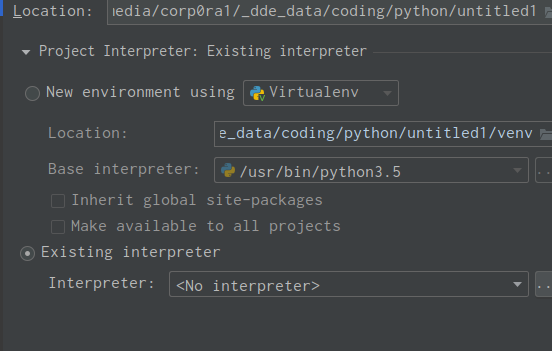 Location: media/corp0ra1/_dde_data/coding/python/untitled1
Project Interpreter: Existing interpreter
New environment using Virtualenv
Location: e_data/coding/python/untitled1/venv
Base interpreter: /usr/bin/python3.5 ..
Inherit global site-packages
Make available to all projects
Existing interpreter
Interpreter: <No interpreter> ..